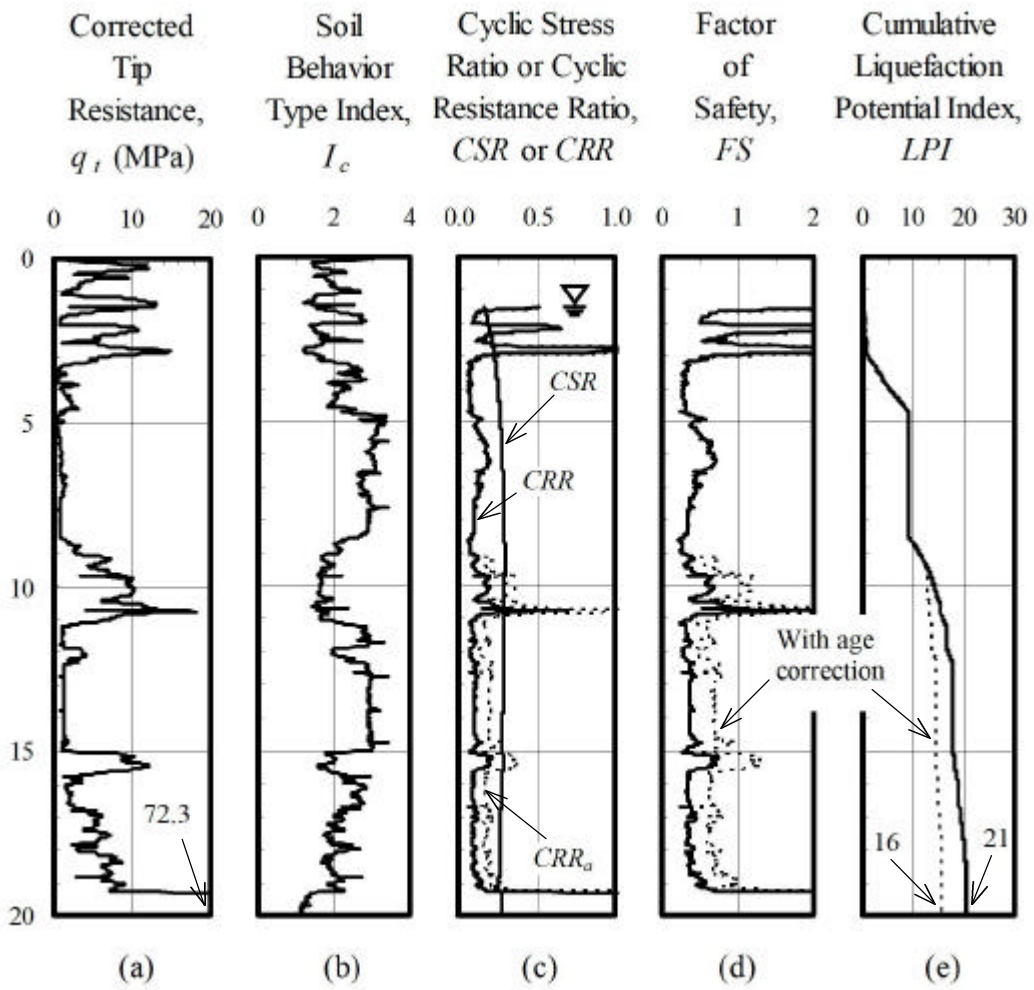 Corrected
Tip
Resistance,
q t (MPa)
Soil
Behavior
Type Index,
I c
Cyclic Stress
Ratio or Cyclic
Resistance Ratio,
CSR or CRR
Factor
of
Safety,
FS
Cumulative
Liquefaction
Potential Index,
LPI
0 10 20
0 2 4
0.0 0.5 1.0
0 1 2
0 10 20 30
0
5
10
15
20
CSR
CRR
With age
correction
72.3
CRRa
16
21
(a)
(b)
(c)
(d)
(e)